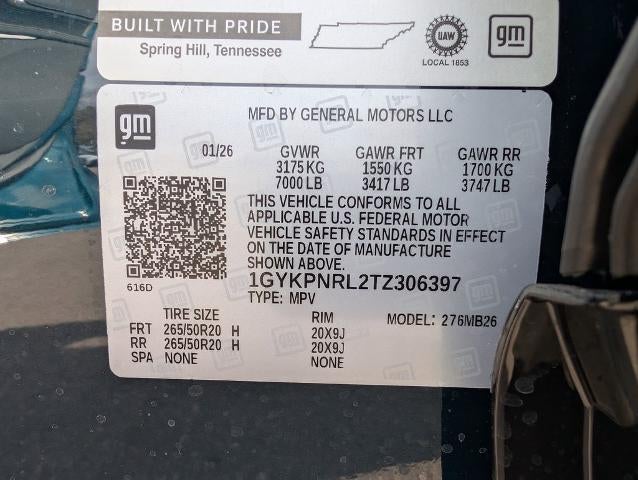 BUILT WITH PRIDE
Spring Hill, Tennessee
UAW
LOCAL 1853
gm
gm
MFD BY GENERAL MOTORS LLC
01/26 GVWR GAWR FRT GAWR RR
3175 KG 1550 KG 1700 KG
7000 LB 3417 LB 3747 LB
THIS VEHICLE CONFORMS TO ALL
APPLICABLE U.S. FEDERAL MOTOR
VEHICLE SAFETY STANDARDS IN EFFECT
ON THE DATE OF MANUFACTURE
SHOWN ABOVE.
616D
1GYKPNRL2TZ306397
TYPE: MPV
TIRE SIZE RIM MODEL: 276MB26
FRT 265/50R20 H 20X9J
RR 265/50R20 H 20X9J
SPA NONE NONE